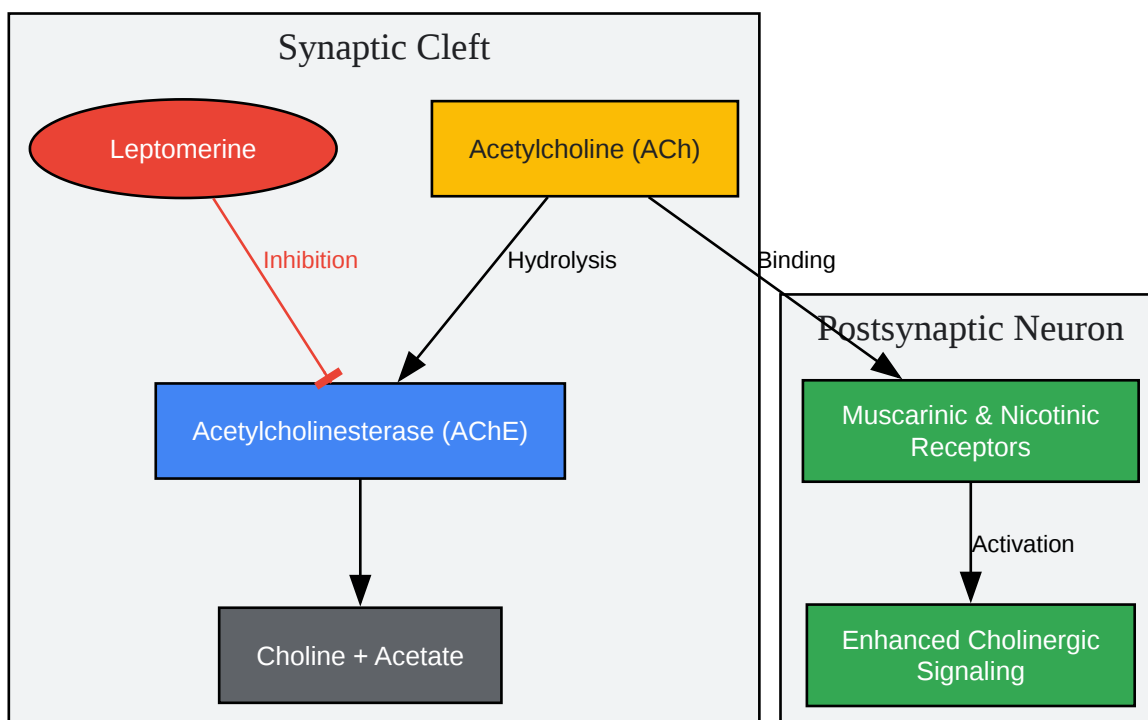 Synaptic Cleft
Leptomerine
Acetylcholine (ACh)
Inhibition
Hydrolysis
Binding
Postsynaptic Neuron
Acetylcholinesterase (AChE)
Muscarinic & Nicotinic
Receptors
Activation
Choline + Acetate
Enhanced Cholinergic
Signaling